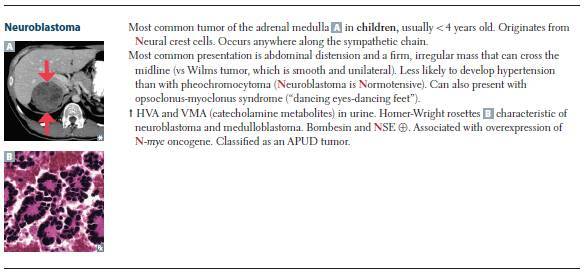 Neuroblastoma
Most common tumor of the adrenal medulla A in children, usually < 4 years old. Originates from
Neural crest cells. Occurs anywhere along the sympathetic chain.
Most common presentation is abdominal distension and a firm, irregular mass that can cross the
midline (vs Wilms tumor, which is smooth and unilateral). Less likely to develop hypertension
than with pheochromocytoma (Neuroblastoma is Normotensive). Can also present with
opsoclonus-myoclonus syndrome (“dancing eyes-dancing feet”).
↑ HVA and VMA (catecholamine metabolites) in urine. Homer-Wright rosettes B characteristic of
neuroblastoma and medulloblastoma. Bombesin and NSE ⊕. Associated with overexpression of
N-myc oncogene. Classified as an APUD tumor.
A
B